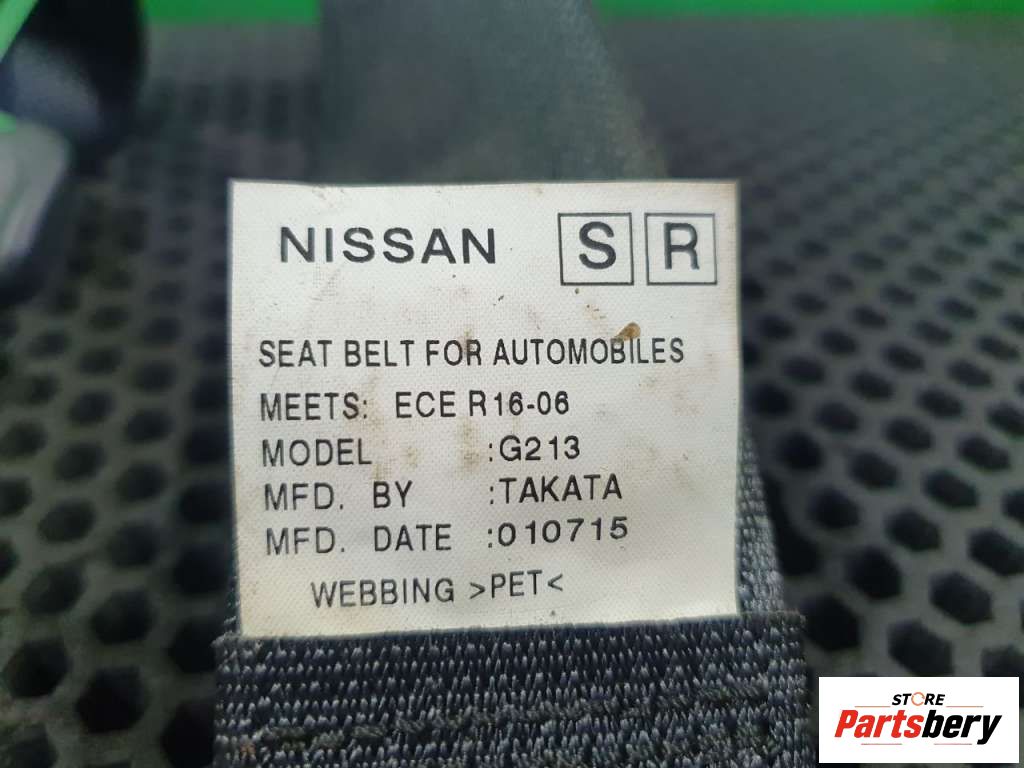 NISSAN S R
SEAT BELT FOR AUTOMOBILES
MEETS: ECE R16-06
MODEL :G213
MFD. BY :TAKATA
MFD. DATE :010715
WEBBING >PET<
STORE
Partsbery